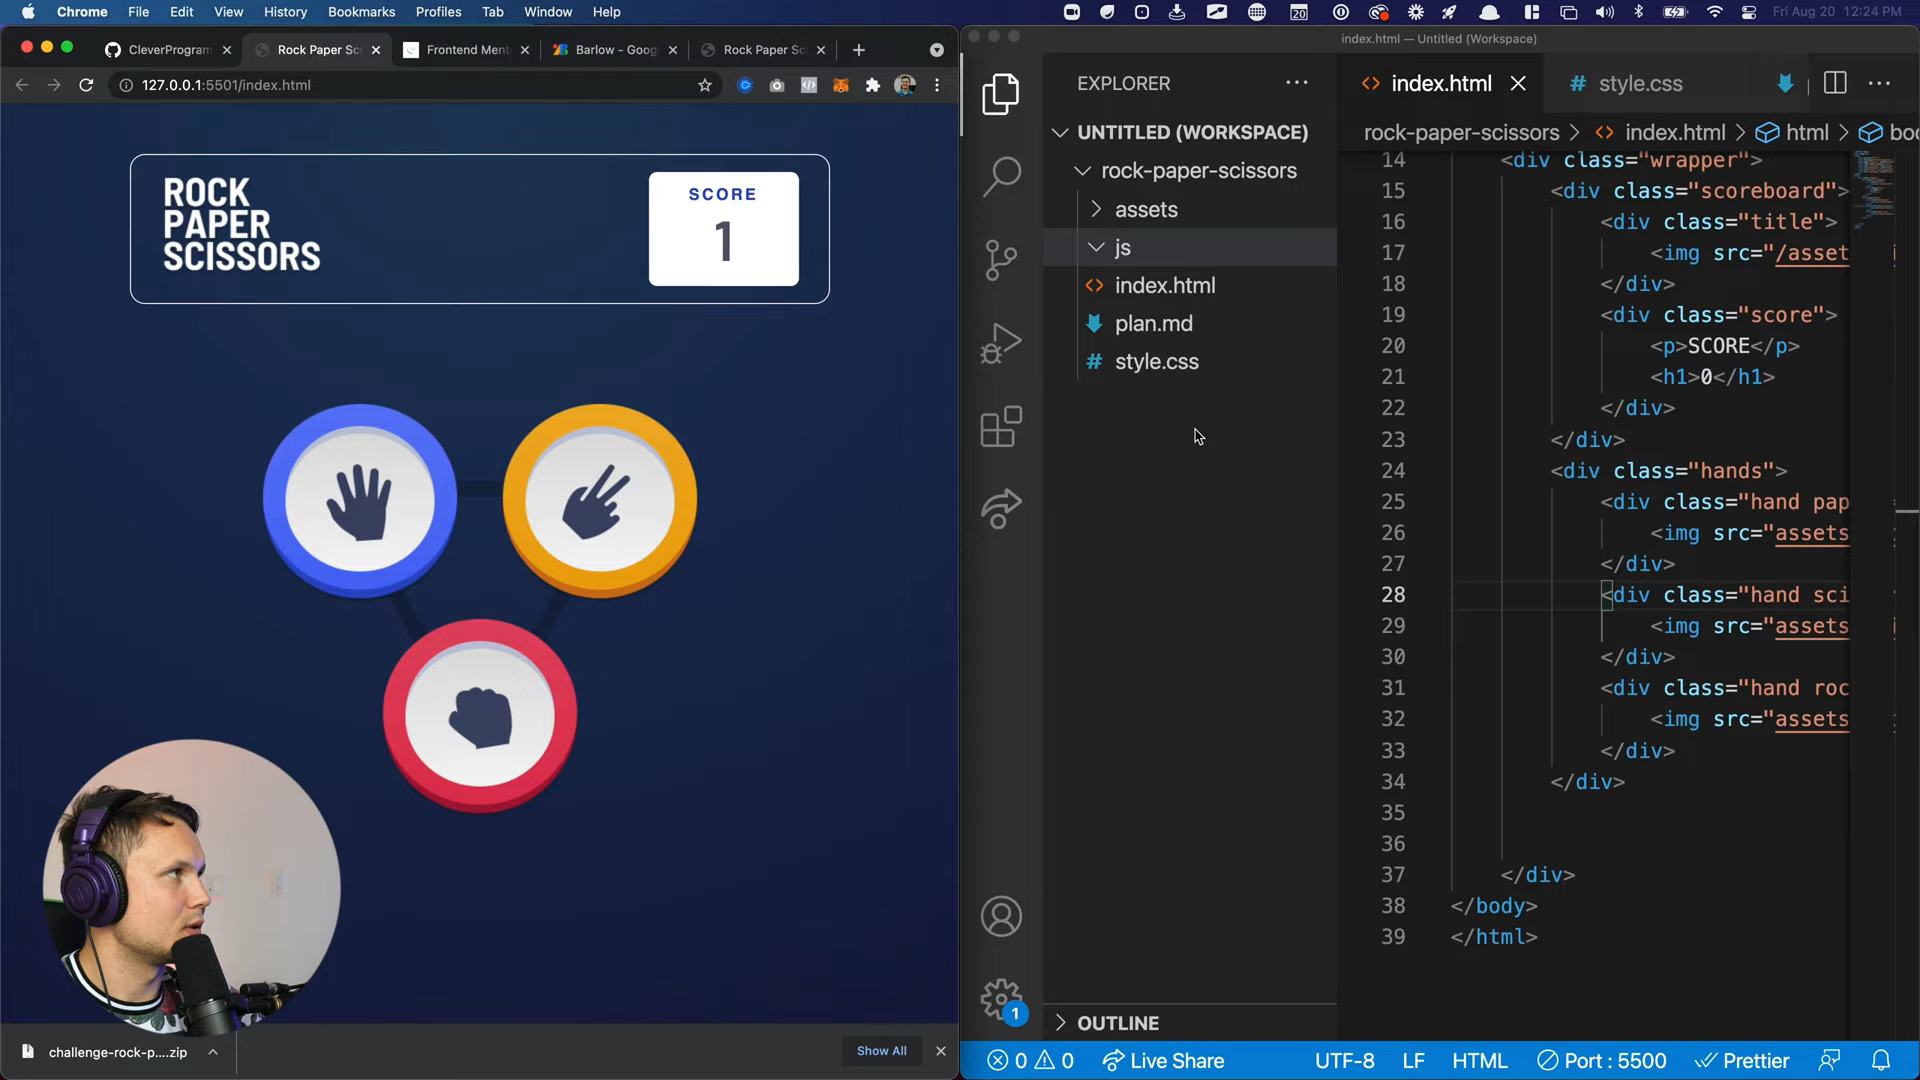 Chrome File Edit View History Bookmarks Profiles Tab Window Help
20
Fri Aug 20 12:24 PM
CleverProgram
Rock Paper Sci
Frontend Ment
Barlow - Goog
Rock Paper Sci
127.0.0.1:5501/index.html
ROCK
PAPER
SCISSORS
SCORE
1
challenge-rock-p....zip
Show All
index.html — Untitled (Workspace)
EXPLORER
UNTITLED (WORKSPACE)
rock-paper-scissors
assets
js
index.html
plan.md
style.css
OUTLINE
1
index.html
# style.css
rock-paper-scissors > index.html > html > boc
14 <div class="wrapper">
15 <div class="scoreboard">
16 <div class="title">
17 <img src="/asset
18 </div>
19 <div class="score">
20 <p>SCORE</p>
21 <h1>0</h1>
22 </div>
23 </div>
24 <div class="hands">
25 <div class="hand pap
26 <img src="assets
27 </div>
28 <div class="hand sci
29 <img src="assets
30 </div>
31 <div class="hand roc
32 <img src="assets
33 </div>
34 </div>
35
36
37 </div>
38 </body>
39 </html>
0 0 Live Share UTF-8 LF HTML Port : 5500 Prettier